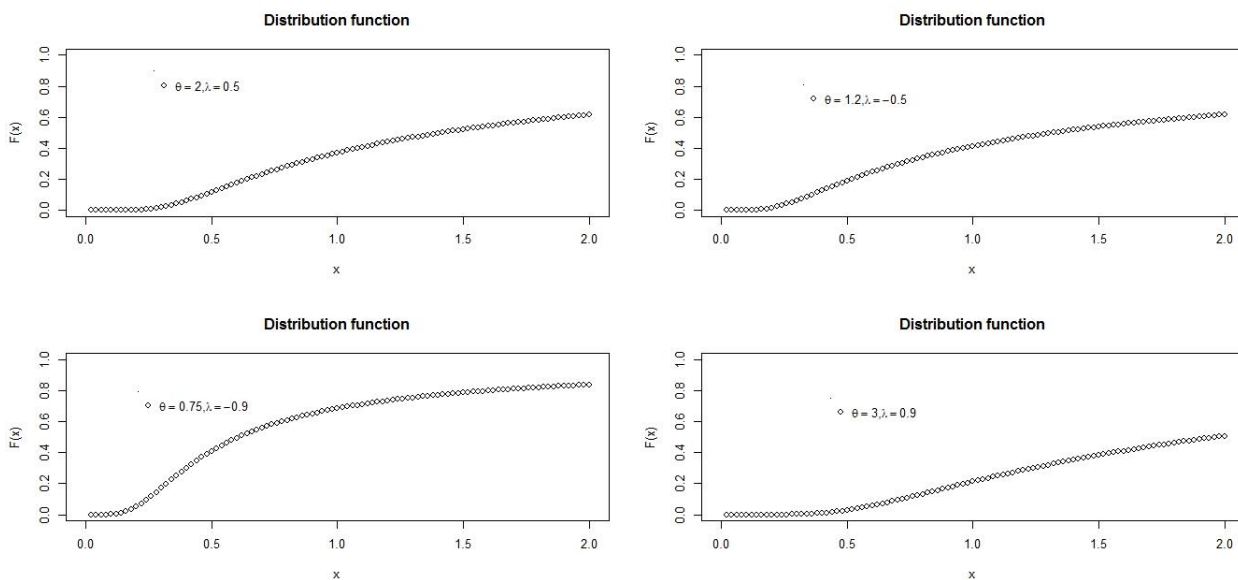 Distribution function
1.0
0.8
0.6
0.4
0.2
0.0
F(x)
θ = 2,λ = 0.5
0.0 0.5 1.0 1.5 2.0
x
Distribution function
1.0
0.8
0.6
0.4
0.2
0.0
F(x)
θ = 1.2,λ = −0.5
0.0 0.5 1.0 1.5 2.0
x
Distribution function
1.0
0.8
0.6
0.4
0.2
0.0
F(x)
θ = 0.75,λ = −0.9
0.0 0.5 1.0 1.5 2.0
x
Distribution function
1.0
0.8
0.6
0.4
0.2
0.0
F(x)
θ = 3,λ = 0.9
0.0 0.5 1.0 1.5 2.0
x